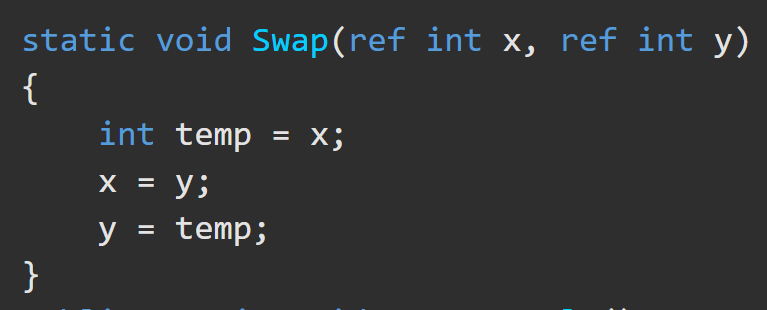 static void Swap(ref int x, ref int y)
{
    int temp = x;
    x = y;
    y = temp;
}